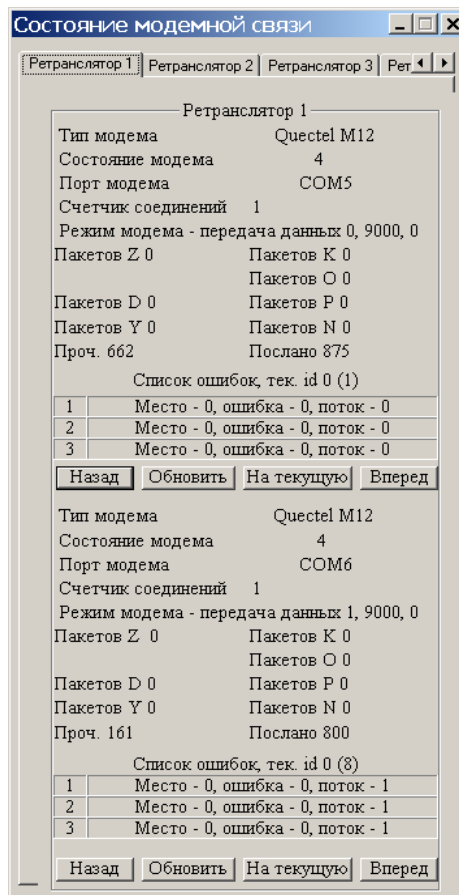 Состояние модемной связи
Ретранслятор 1 Ретранслятор 2 Ретранслятор 3 Рет
Ретранслятор 1
Тип модема Quectel M12
Состояние модема 4
Порт модема COM5
Счетчик соединений 1
Режим модема - передача данных 0, 9000, 0
Пакетов Z 0 Пакетов K 0
Пакетов O 0
Пакетов D 0 Пакетов P 0
Пакетов Y 0 Пакетов N 0
Проч. 662 Послано 875
Список ошибок, тек. id 0 (1)
1 Место - 0, ошибка - 0, поток - 0
2 Место - 0, ошибка - 0, поток - 0
3 Место - 0, ошибка - 0, поток - 0
Назад Обновить На текущую Вперед
Тип модема Quectel M12
Состояние модема 4
Порт модема COM6
Счетчик соединений 1
Режим модема - передача данных 1, 9000, 0
Пакетов Z 0 Пакетов K 0
Пакетов O 0
Пакетов D 0 Пакетов P 0
Пакетов Y 0 Пакетов N 0
Проч. 161 Послано 800
Список ошибок, тек. id 0 (8)
1 Место - 0, ошибка - 0, поток - 1
2 Место - 0, ошибка - 0, поток - 1
3 Место - 0, ошибка - 0, поток - 1
Назад Обновить На текущую Вперед